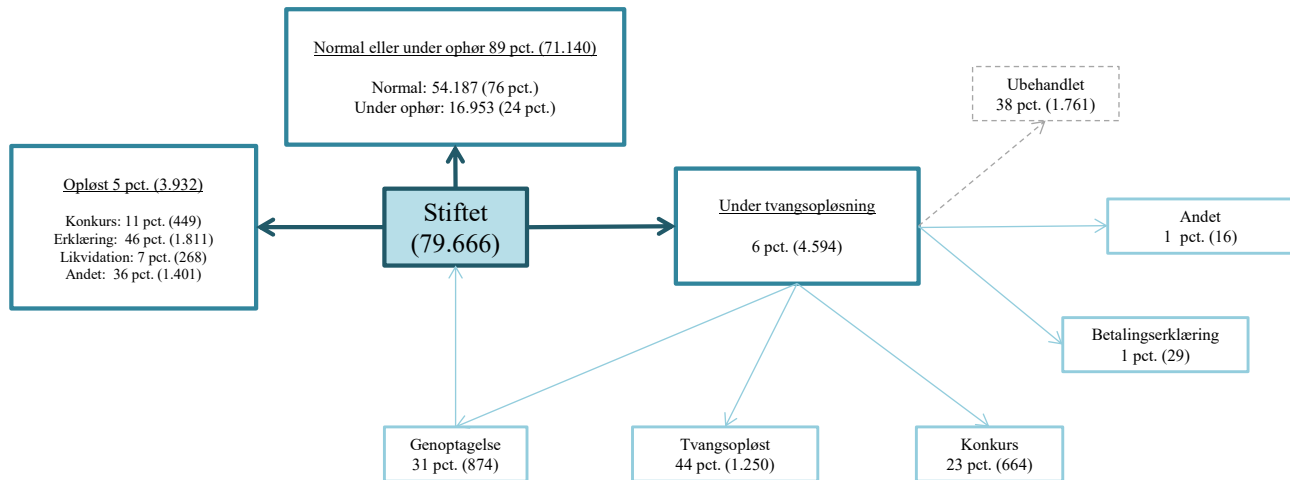 Normal eller under ophør 89 pct. (71.140)
Normal: 54.187 (76 pct.)
Under ophør: 16.953 (24 pct.)
Ubehandlet
38 pct. (1.761)
Opløst 5 pct. (3.932)
Konkurs: 11 pct. (449)
Erklæring: 46 pct. (1.811)
Likvidation: 7 pct. (268)
Andet: 36 pct. (1.401)
Stiftet
(79.666)
Under tvangsopløsning
6 pct. (4.594)
Andet
1 pct. (16)
Betalingserklæring
1 pct. (29)
Genoptagelse
31 pct. (874)
Tvangsopløst
44 pct. (1.250)
Konkurs
23 pct. (664)